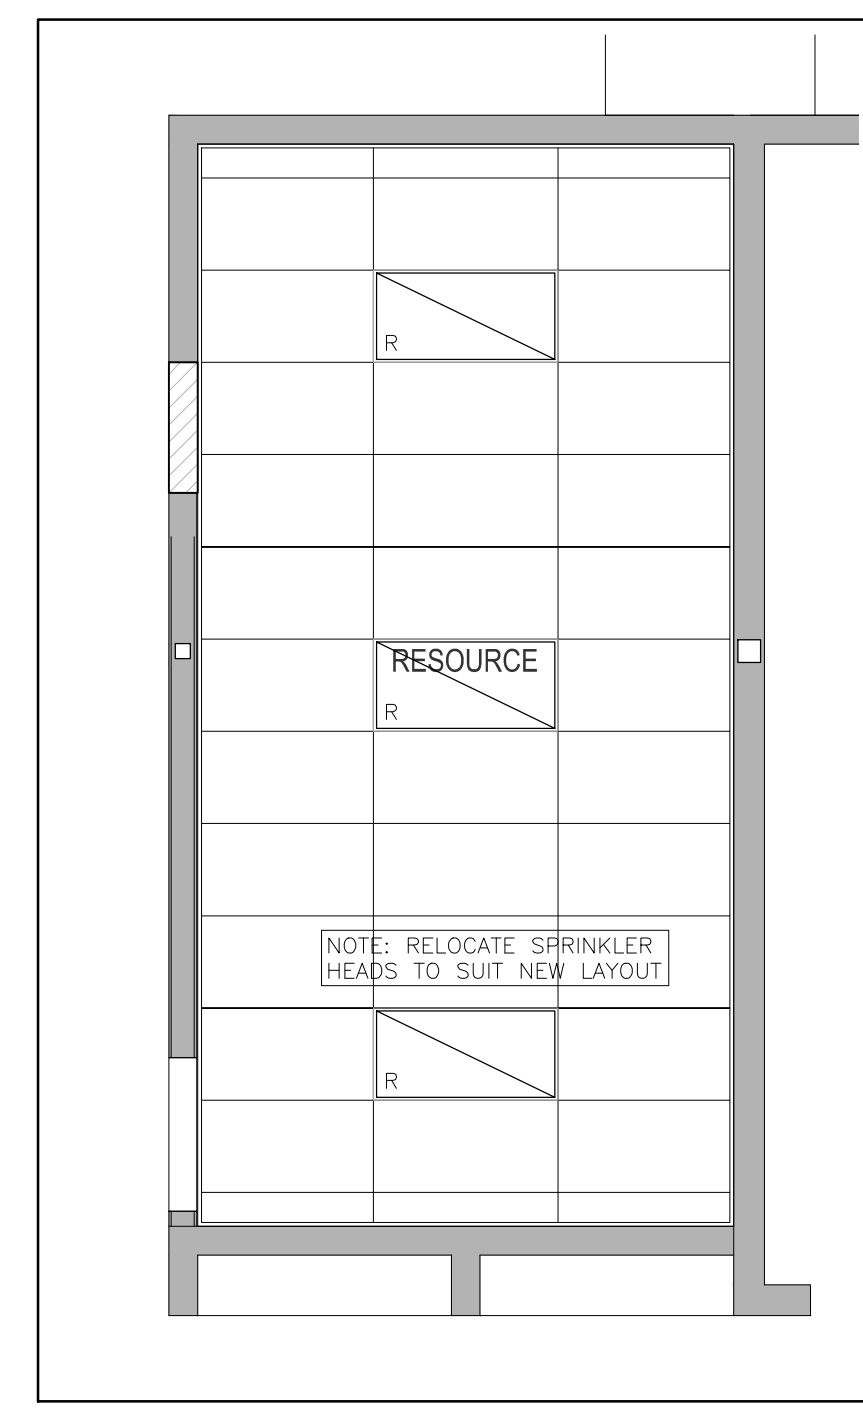 R
RESOURCE
R
NOTE: RELOCATE SPRINKLER
HEADS TO SUIT NEW LAYOUT
R